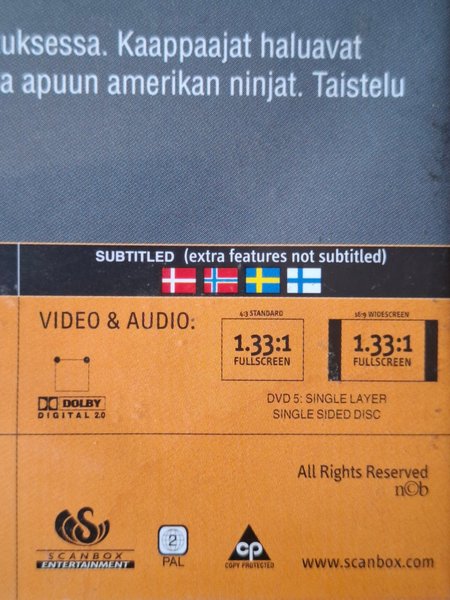 uksessa. Kaappaajat haluavat
a apuun amerikan ninjat. Taistelu
SUBTITLED (extra features not subtitled)
VIDEO & AUDIO:
4:3 STANDARD
1.33:1
FULLSCREEN
16:9 WIDESCREEN
1.33:1
FULLSCREEN
DOLBY
DIGITAL 2.0
DVD 5: SINGLE LAYER
SINGLE SIDED DISC
All Rights Reserved
n©b
SCANBOX
ENTERTAINMENT
2
PAL
cp
COPY PROTECTED
www.scanbox.com